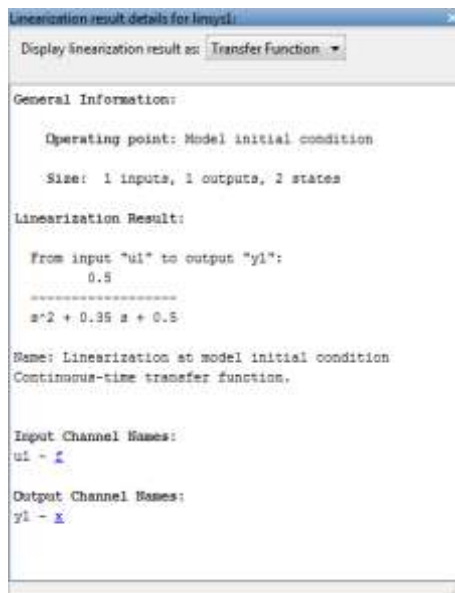 Linearization result details for linsys1:
Display linearization result as: Transfer Function
General Information:
Operating point: Model initial condition
Size: 1 inputs, 1 outputs, 2 states
Linearization Result:
From input "u1" to output "y1":
0.5
-------------------
s^2 + 0.35 s + 0.5
Name: Linearization at model initial condition
Continuous-time transfer function.
Input Channel Names:
u1 - f
Output Channel Names:
y1 - x